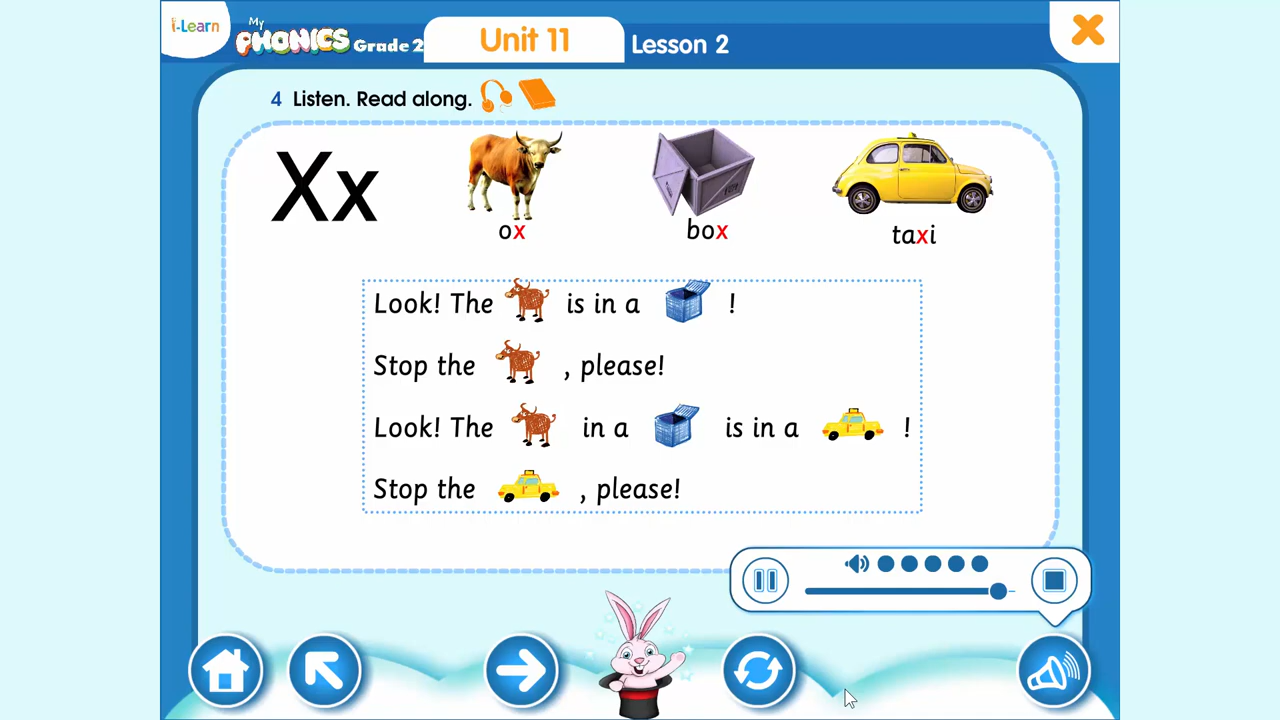 i-Learn
My
PHONICS Grade 2
Unit 11
Lesson 2
4 Listen. Read along.
Xx
ox
box
taxi
Look! The is in a !
Stop the , please!
Look! The in a is in a !
Stop the , please!